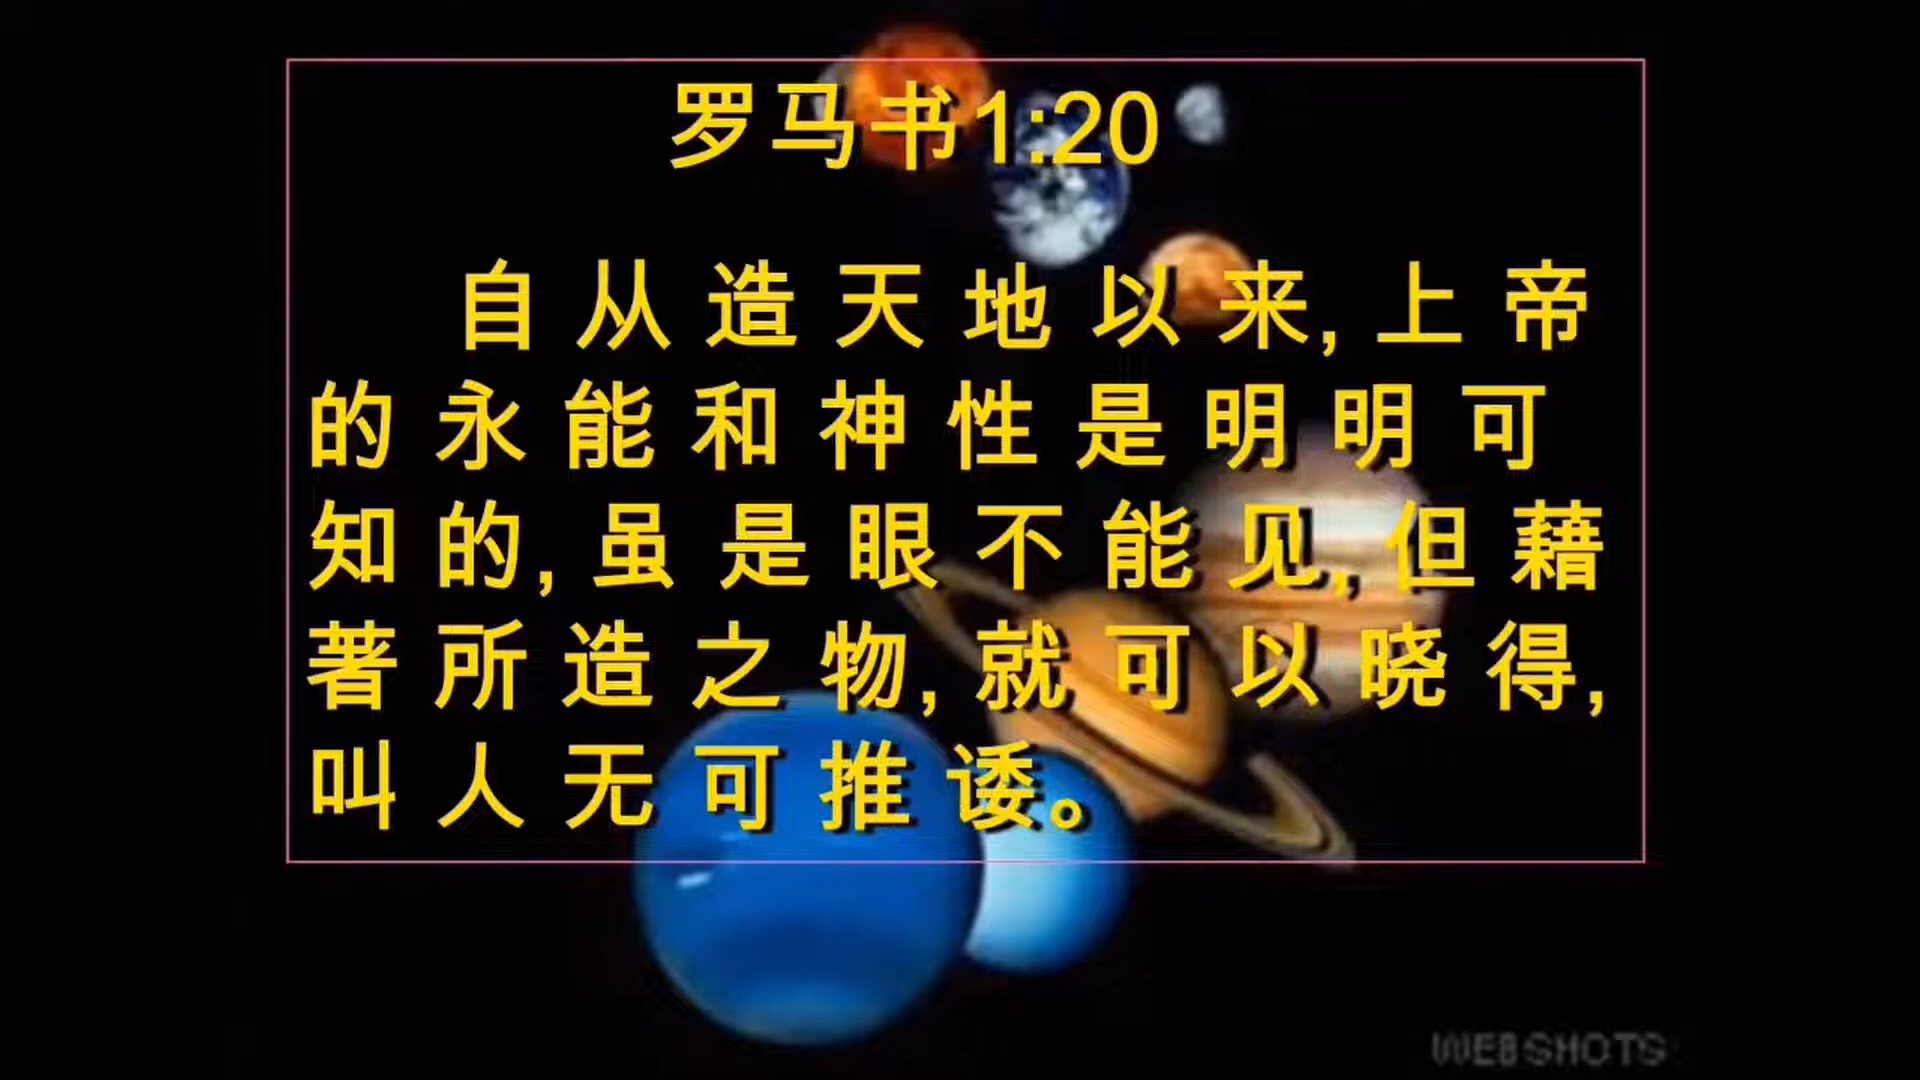 罗马书1:20
自从造天地以来,上帝
的永能和神性是明明可
知的,虽是眼不能见,但藉
著所造之物,就可以晓得,
叫人无可推诿。
WEBSHOTS